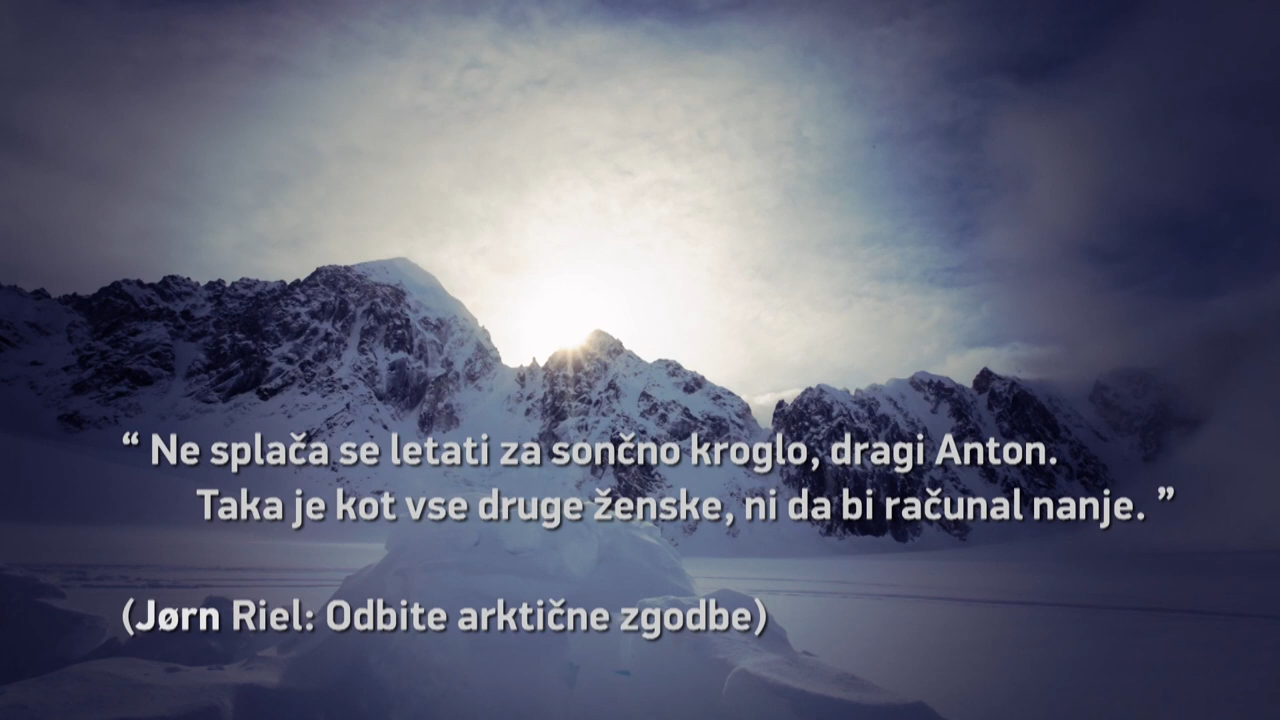 “ Ne splača se letati za sončno kroglo, dragi Anton.
Taka je kot vse druge ženske, ni da bi računal nanje. ”
(Jørn Riel: Odbite arktične zgodbe)